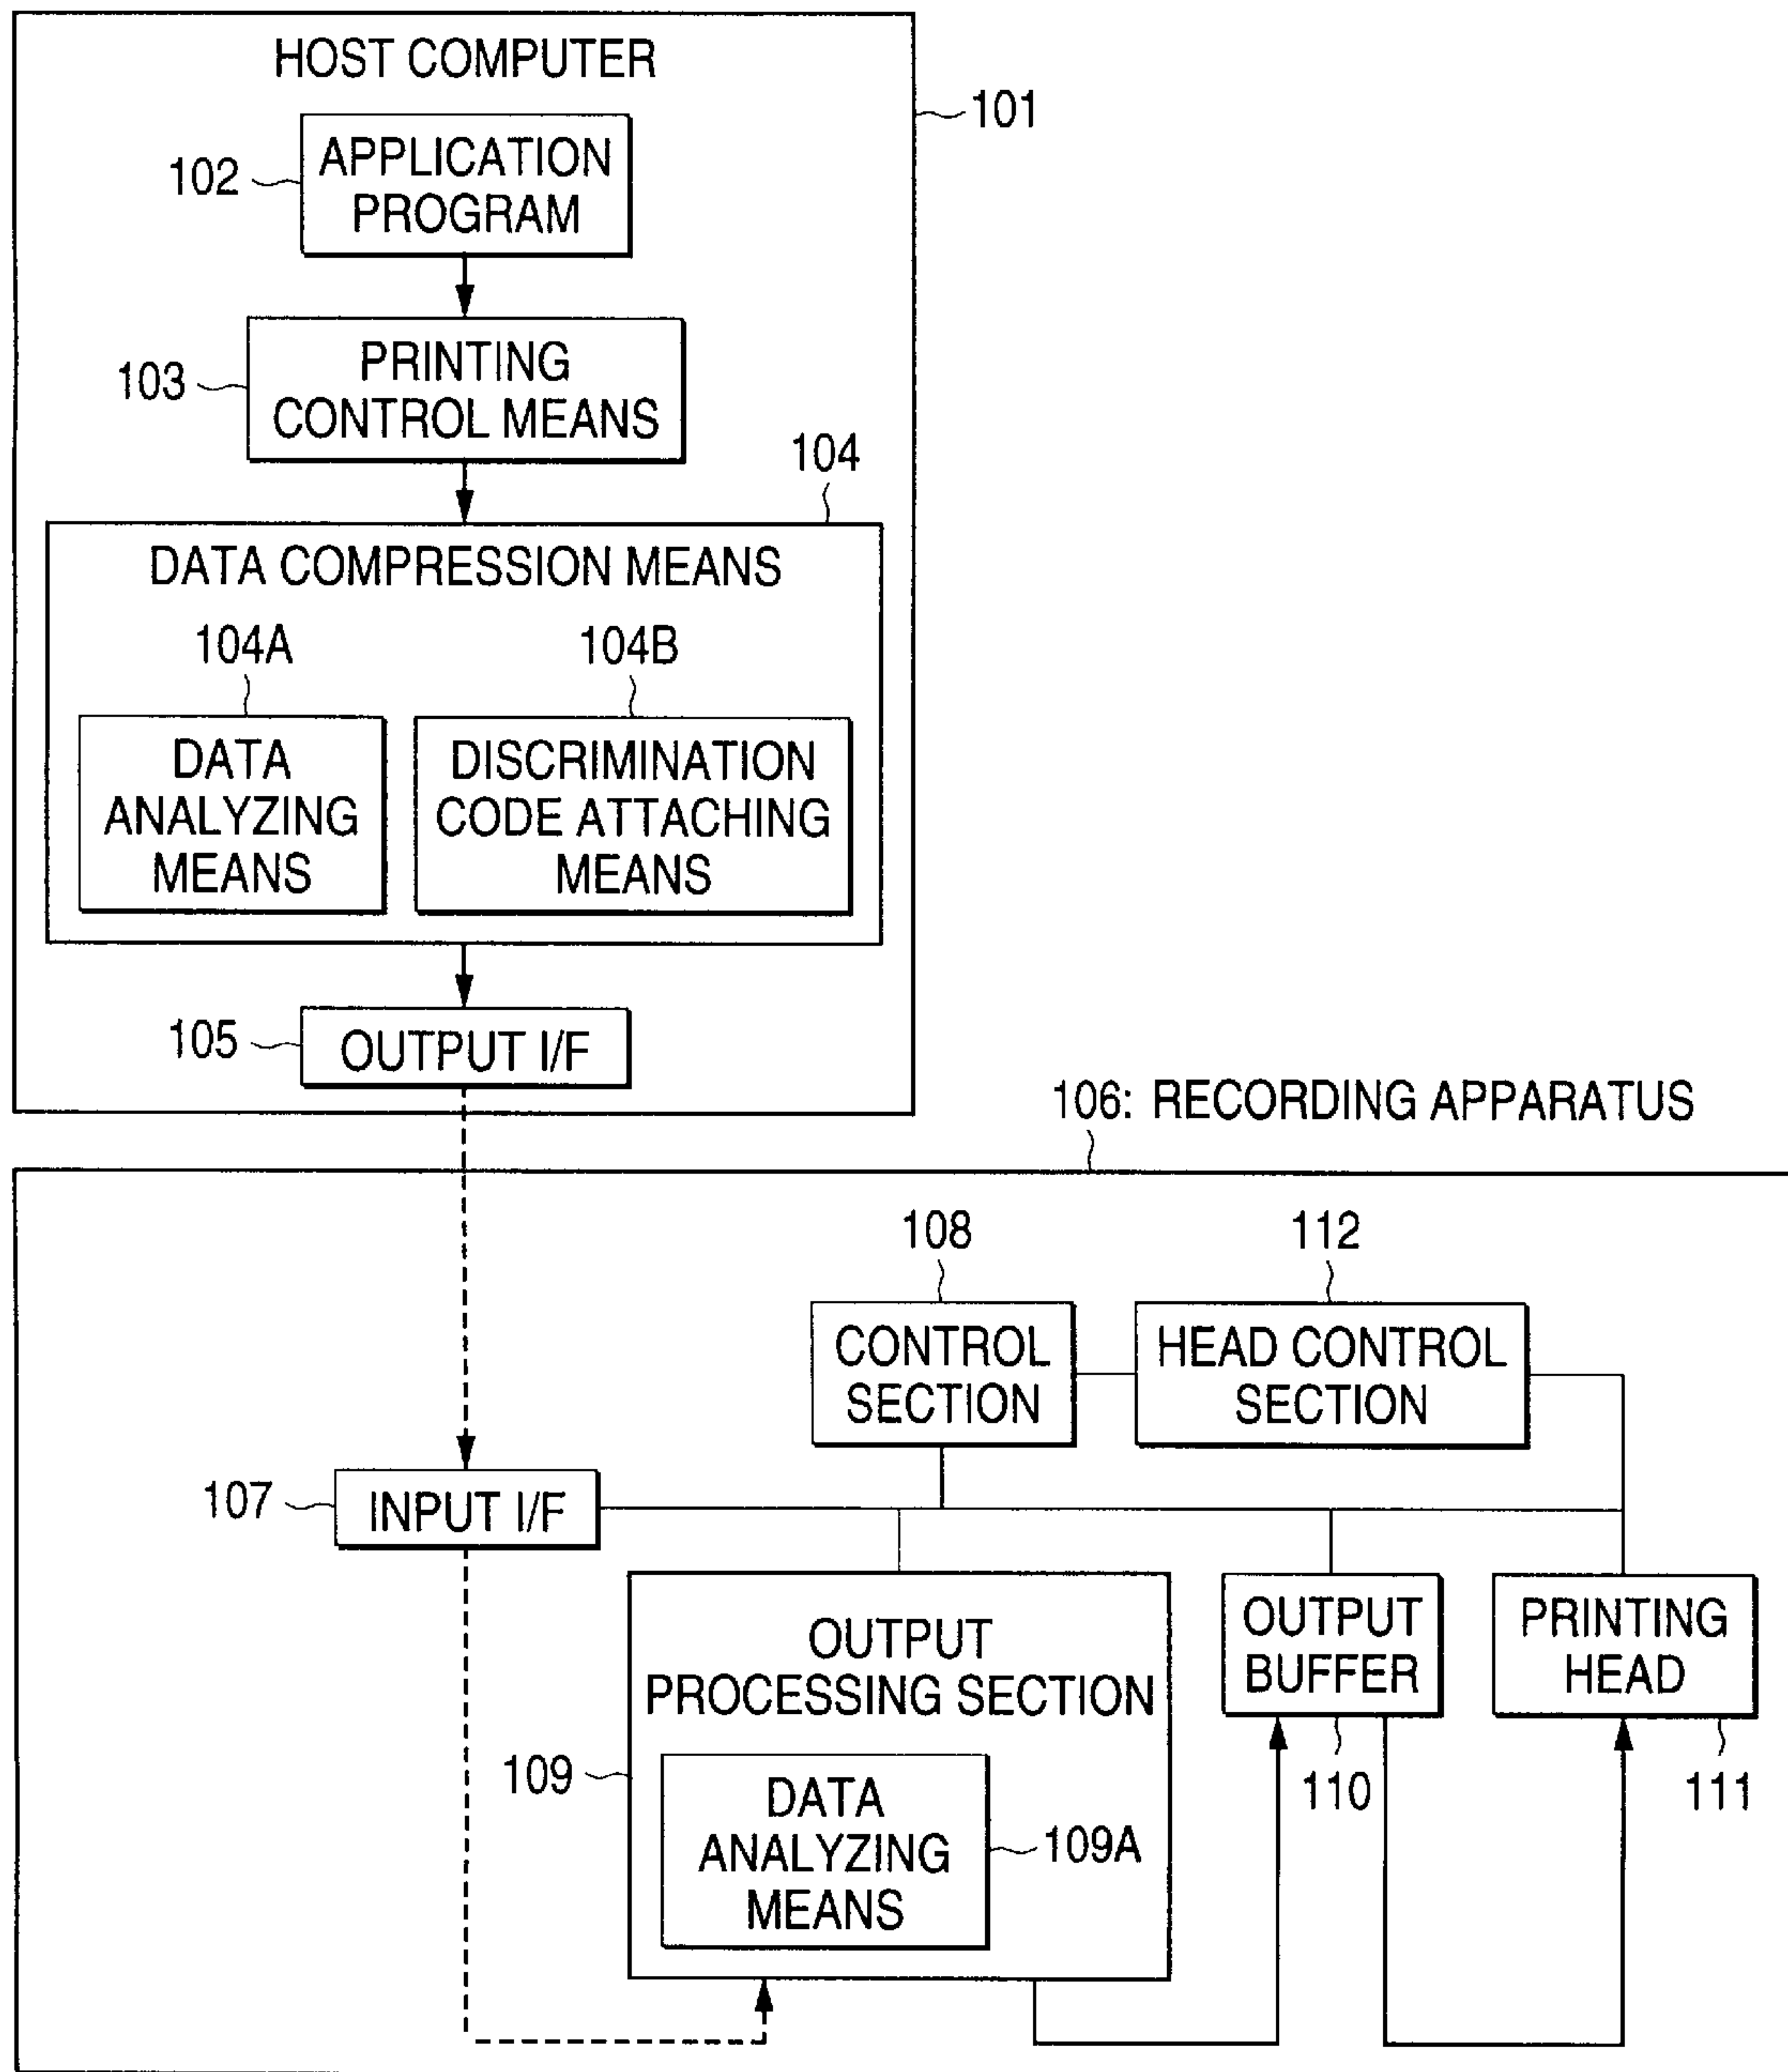 HOST COMPUTER
101
102
APPLICATION
PROGRAM
103
PRINTING
CONTROL MEANS
104
DATA COMPRESSION MEANS
104A
104B
DATA
ANALYZING
MEANS
DISCRIMINATION
CODE ATTACHING
MEANS
105
OUTPUT I/F
106: RECORDING APPARATUS
108
112
CONTROL
SECTION
HEAD CONTROL
SECTION
107
INPUT I/F
OUTPUT
PROCESSING SECTION
OUTPUT
BUFFER
PRINTING
HEAD
109
110
111
DATA
ANALYZING
MEANS
109A